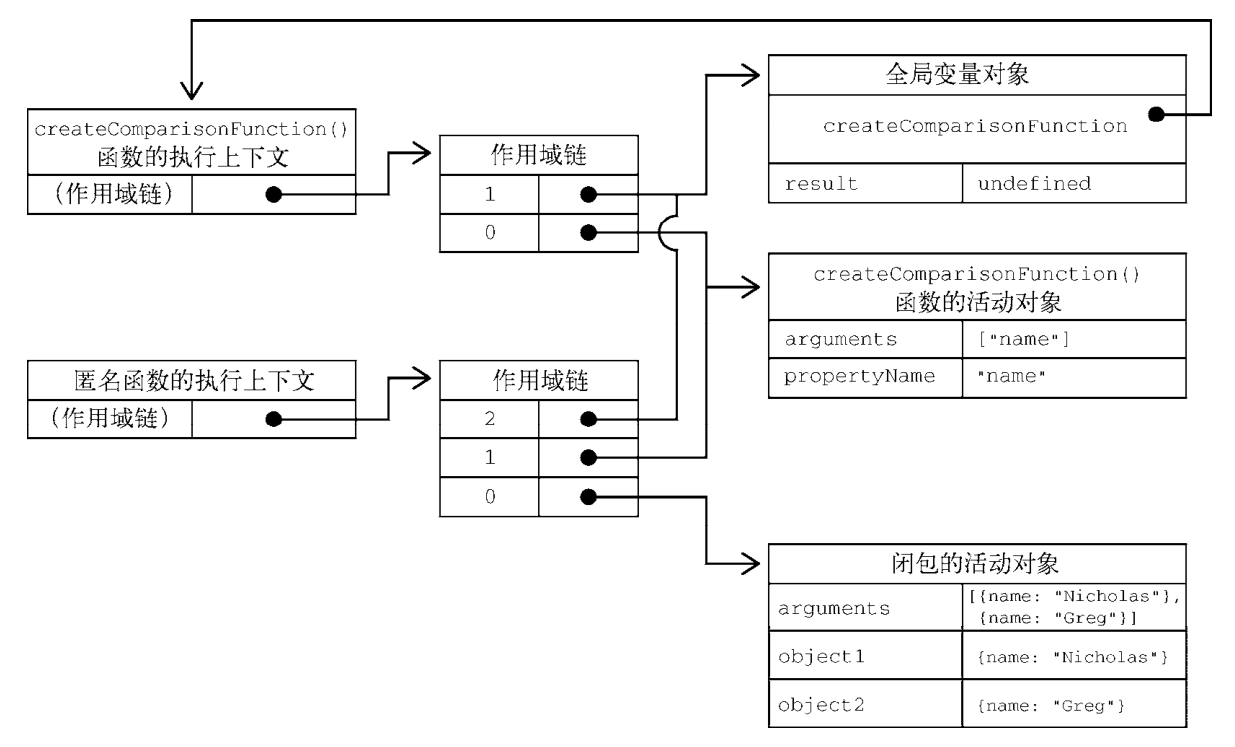 createComparisonFunction()
函数的执行上下文
(作用域链)
作用域链
1
0
全局变量对象
createComparisonFunction
result undefined
createComparisonFunction()
函数的活动对象
arguments ["name"]
propertyName "name"
匿名函数的执行上下文
(作用域链)
作用域链
2
1
0
闭包的活动对象
arguments [{name: "Nicholas"},
{name: "Greg"}]
object1 {name: "Nicholas"}
object2 {name: "Greg"}